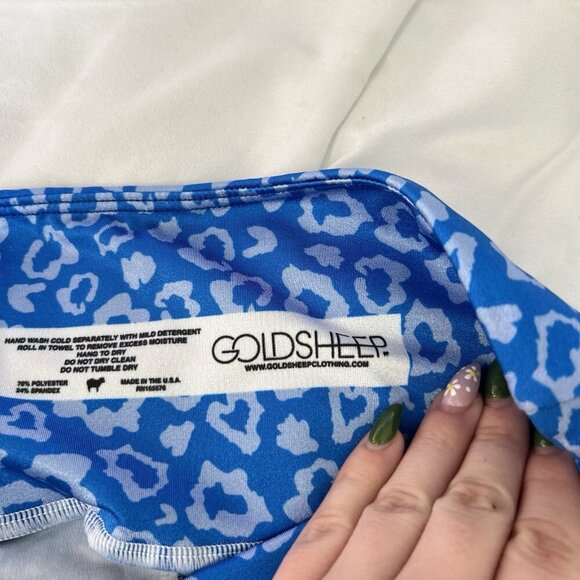 HAND WASH COLD SEPARATELY WITH MILD DETERGENT
ROLL IN TOWEL TO REMOVE EXCESS MOISTURE
HANG TO DRY
DO NOT DRY CLEAN
DO NOT TUMBLE DRY
76% POLYESTER
24% SPANDEX
MADE IN THE U.S.A.
RN155576
GOLDSHEEP
WWW.GOLDSHEEPCLOTHING.COM